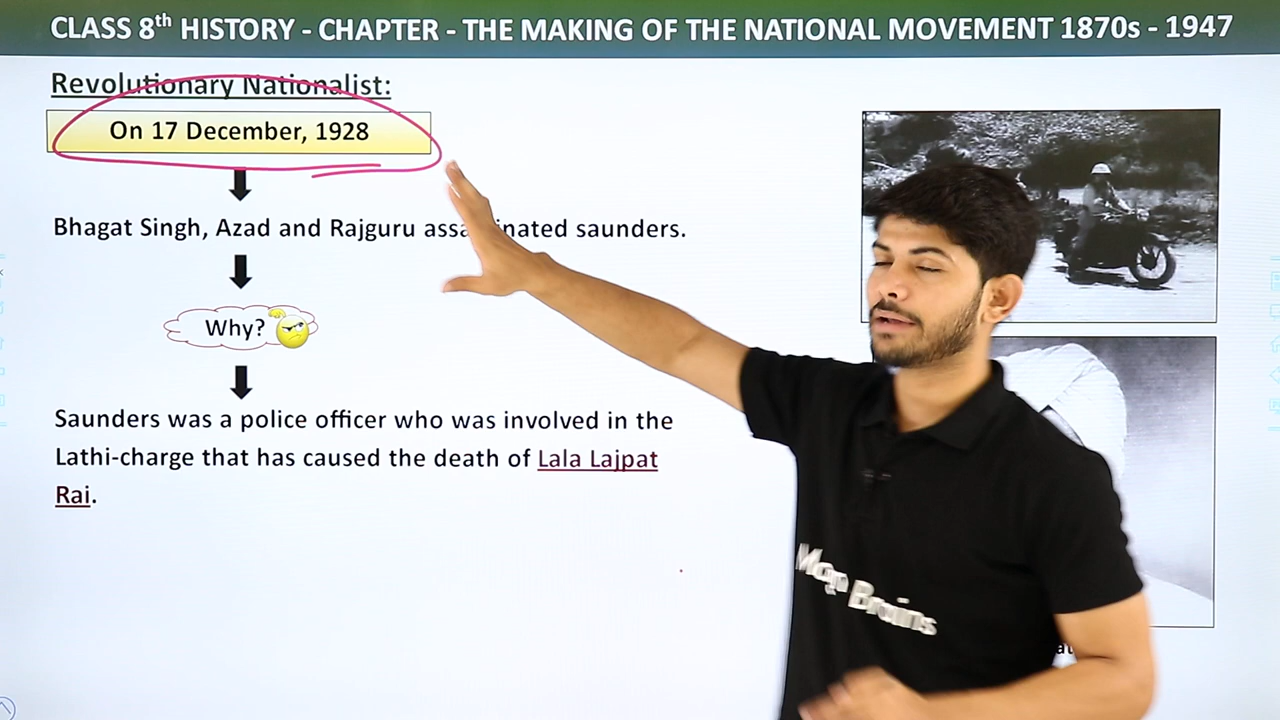 CLASS 8th HISTORY - CHAPTER - THE MAKING OF THE NATIONAL MOVEMENT 1870s - 1947
Revolutionary Nationalist:
On 17 December, 1928
Bhagat Singh, Azad and Rajguru saunders.
Why?
Saunders was a police officer who was involved in the
Lathi-charge that has caused the death of Lala Lajpat
Rai.
Brains